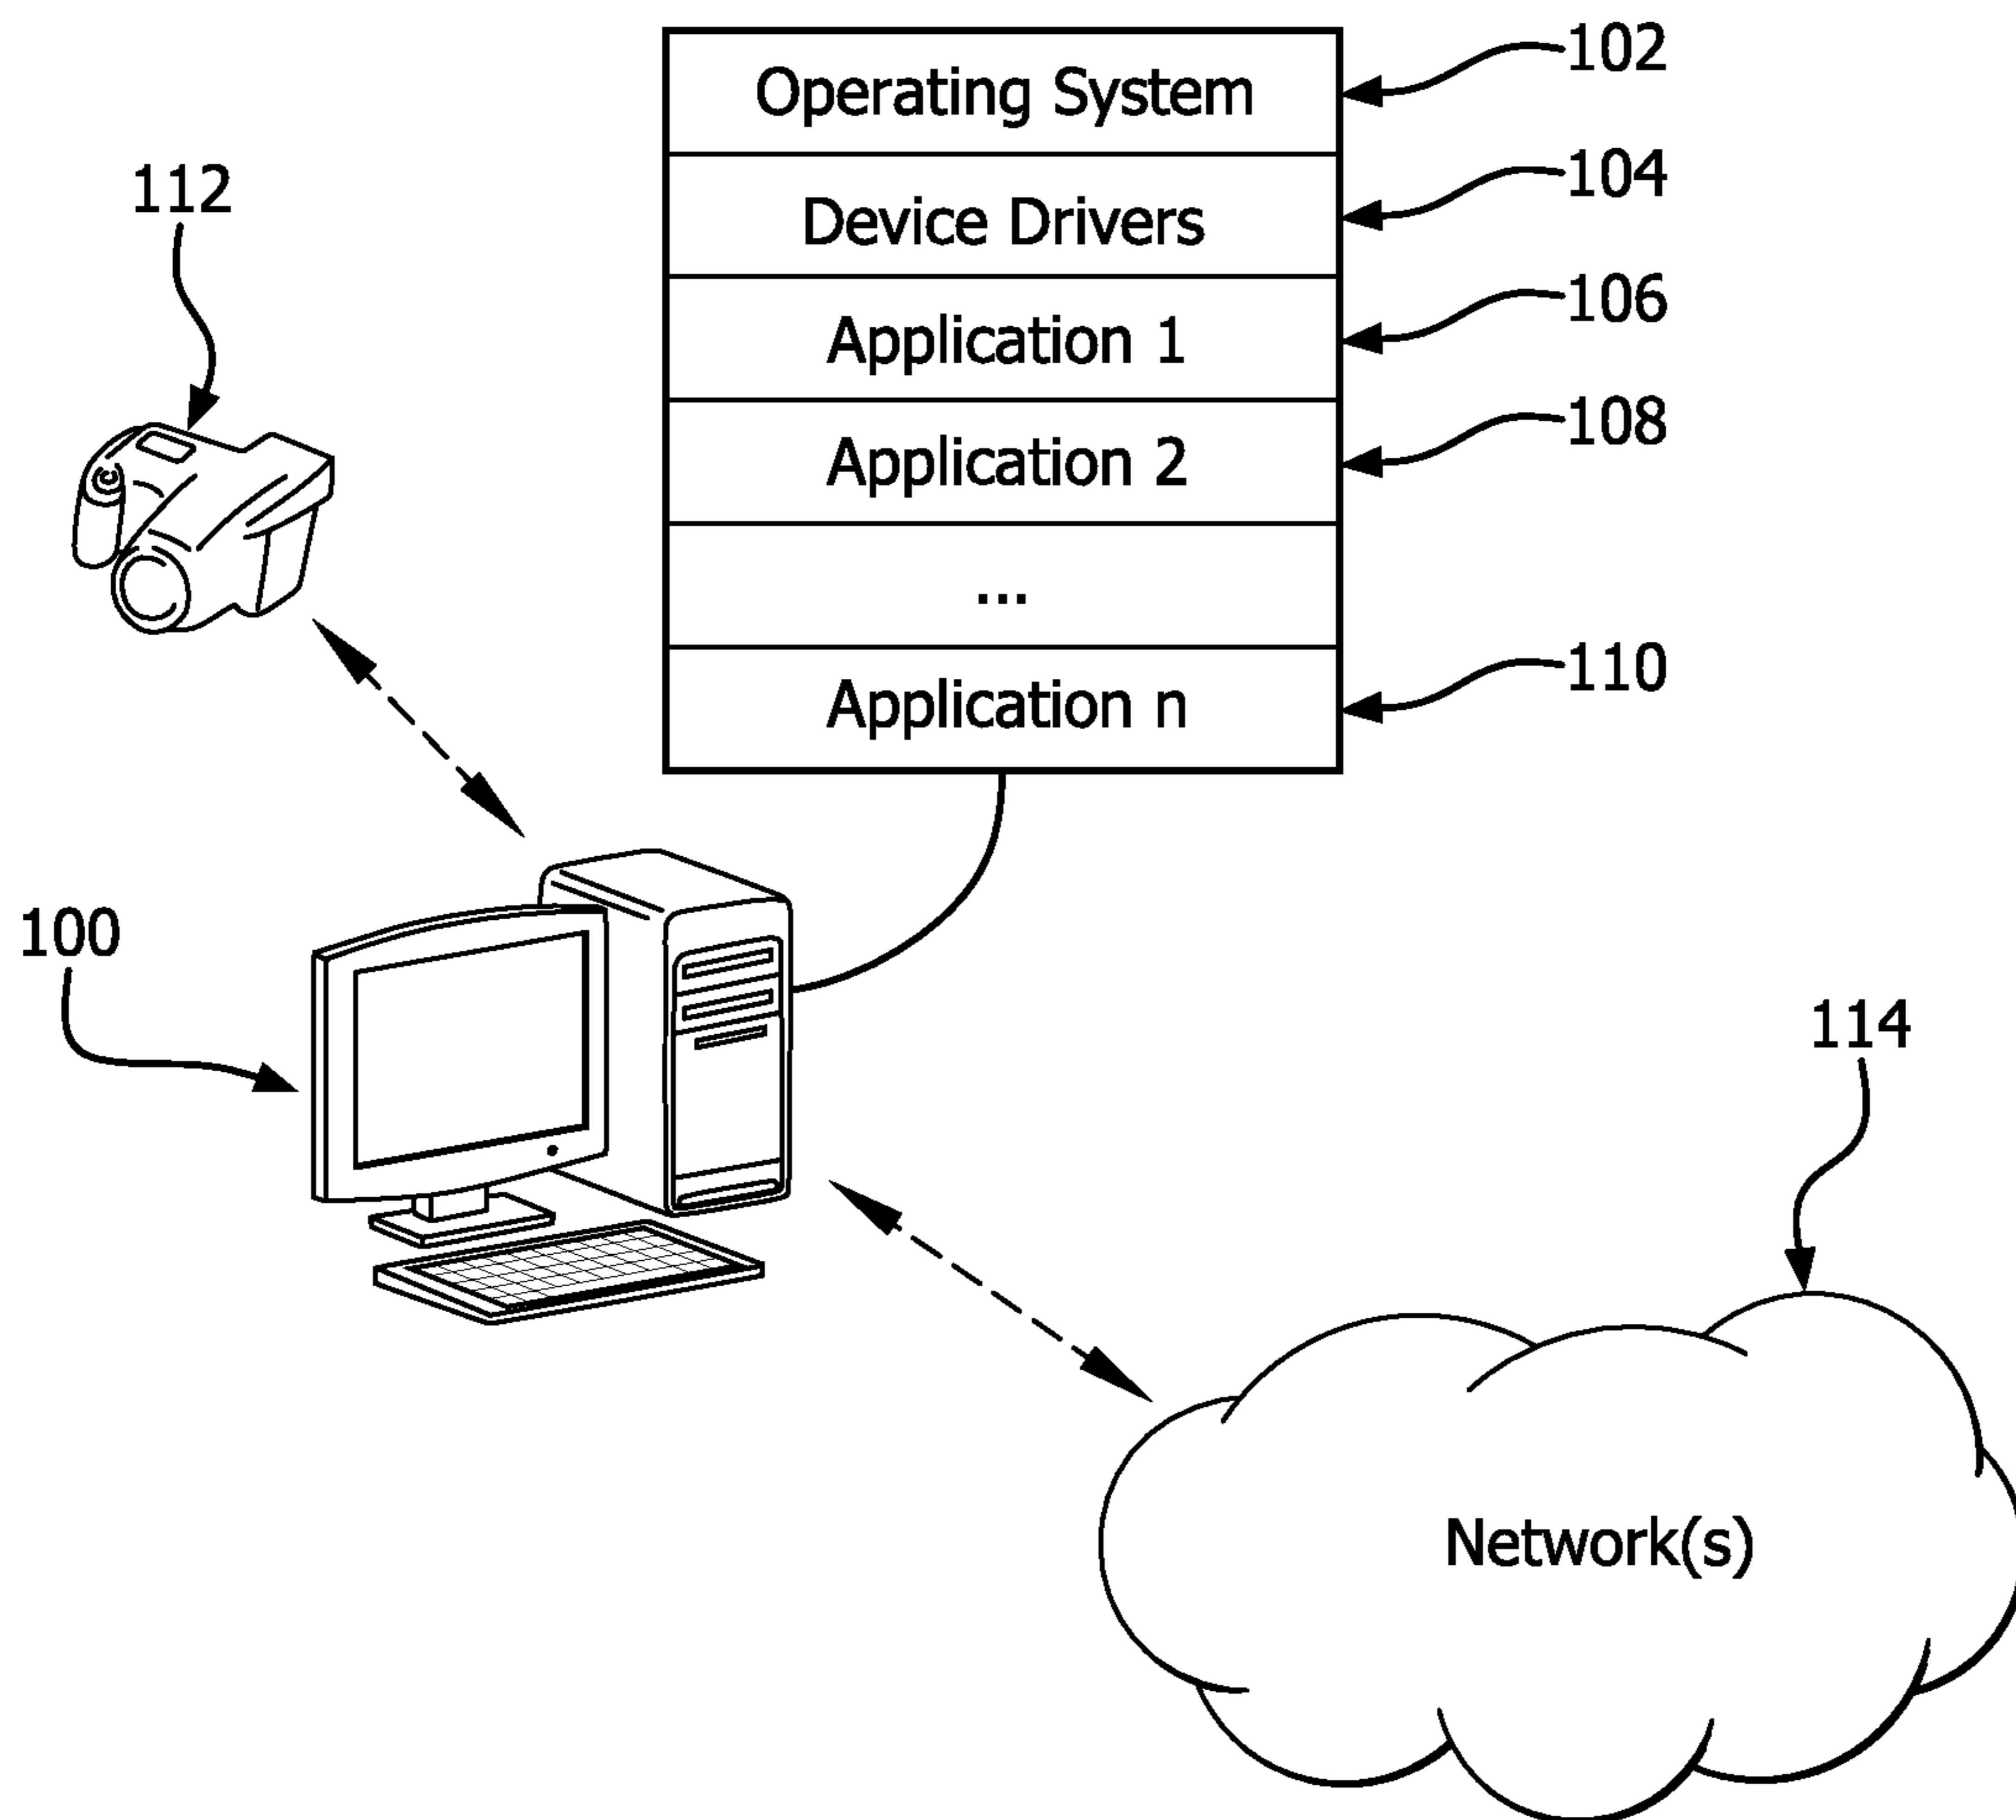 102
Operating System
104
Device Drivers
112
106
Application 1
108
Application 2
...
110
Application n
100
114
Network(s)